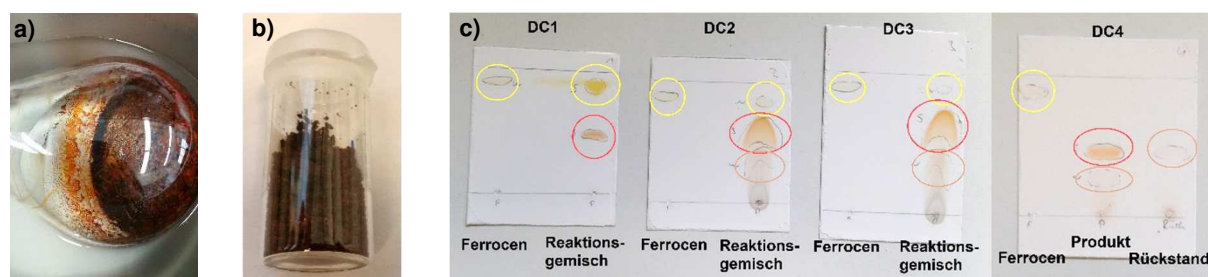 a)
b)
c)
DC1
DC2
DC3
DC4
Ferrocen
Reaktions-
gemisch
Ferrocen
Reaktions-
gemisch
Ferrocen
Reaktions-
gemisch
Ferrocen
Produkt
Rückstand